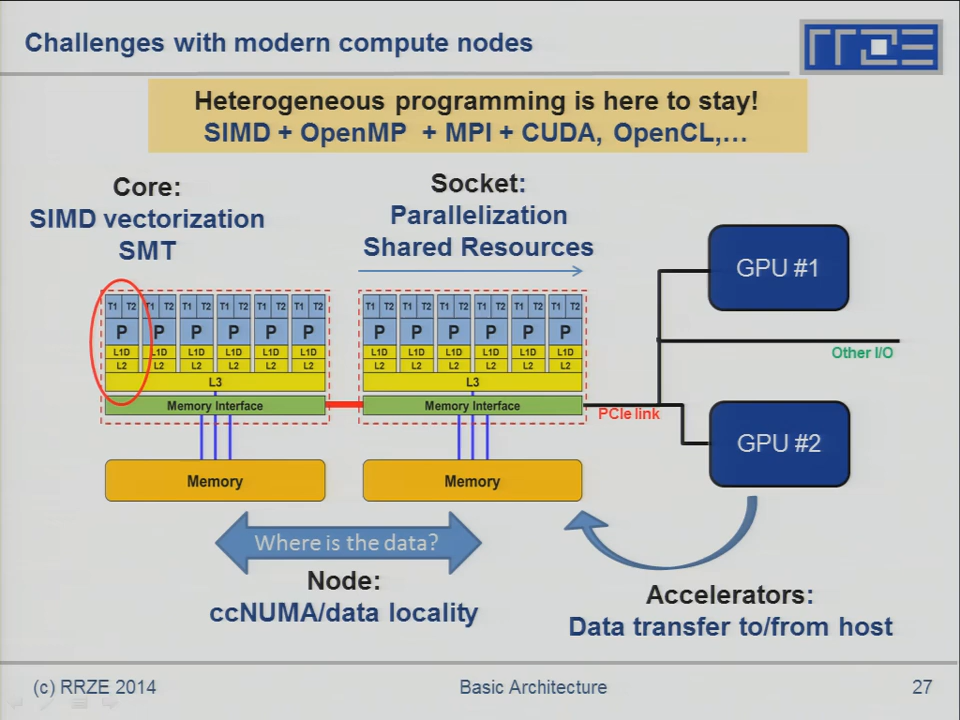 Challenges with modern compute nodes
RRZE
Heterogeneous programming is here to stay!
SIMD + OpenMP + MPI + CUDA, OpenCL,…
Core:
SIMD vectorization
SMT
Socket:
Parallelization
Shared Resources
GPU #1
T1 T2 T1 T2 T1 T2 T1 T2 T1 T2 T1 T2
P P P P P P
L1D L1D L1D L1D L1D L1D
L2 L2 L2 L2 L2 L2
L3
Memory Interface
Memory
T1 T2 T1 T2 T1 T2 T1 T2 T1 T2 T1 T2
P P P P P P
L1D L1D L1D L1D L1D L1D
L2 L2 L2 L2 L2 L2
L3
Memory Interface
Memory
Other I/O
PCIe link
GPU #2
Where is the data?
Node:
ccNUMA/data locality
Accelerators:
Data transfer to/from host
(c) RRZE 2014
Basic Architecture
27